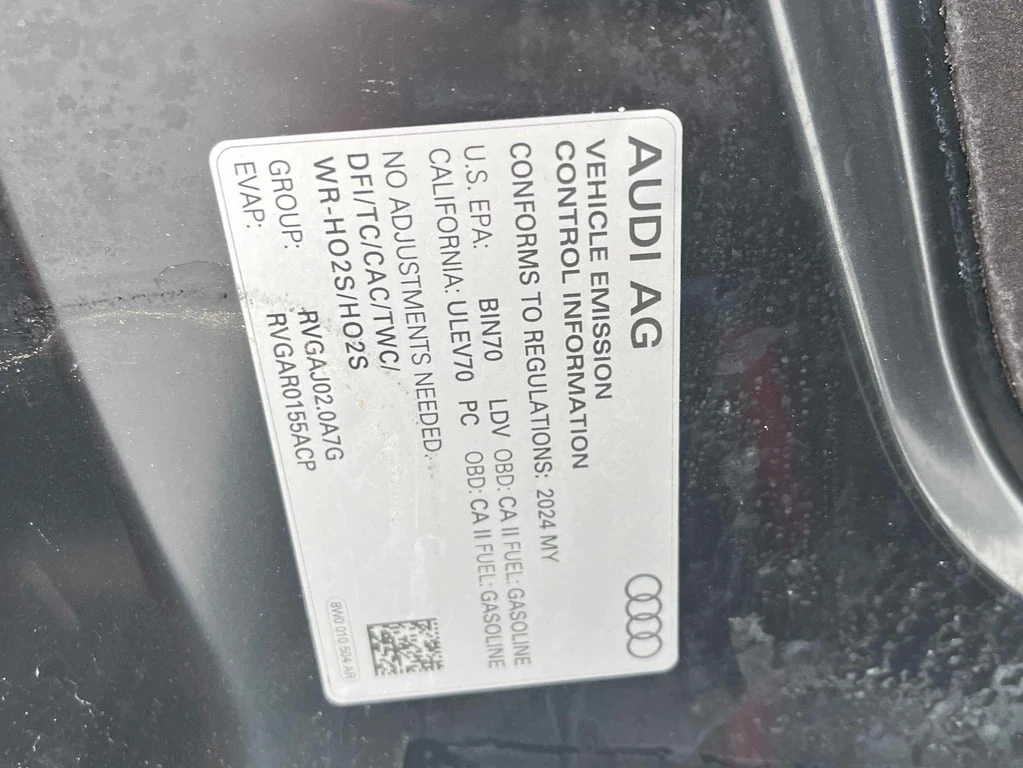 AUDI AG
VEHICLE EMISSION
CONTROL INFORMATION
CONFORMS TO REGULATIONS: 2024 MY
U.S. EPA: BIN70 LDV OBD: CA II FUEL: GASOLINE
CALIFORNIA: ULEV70 PC OBD: CA II FUEL: GASOLINE
NO ADJUSTMENTS NEEDED.
DFI/TC/CAC/TWC/
WR-HO2S/HO2S
GROUP: RVGAJ02.0A7G
EVAP: RVGAR0155ACP
8W0 010 504 AR